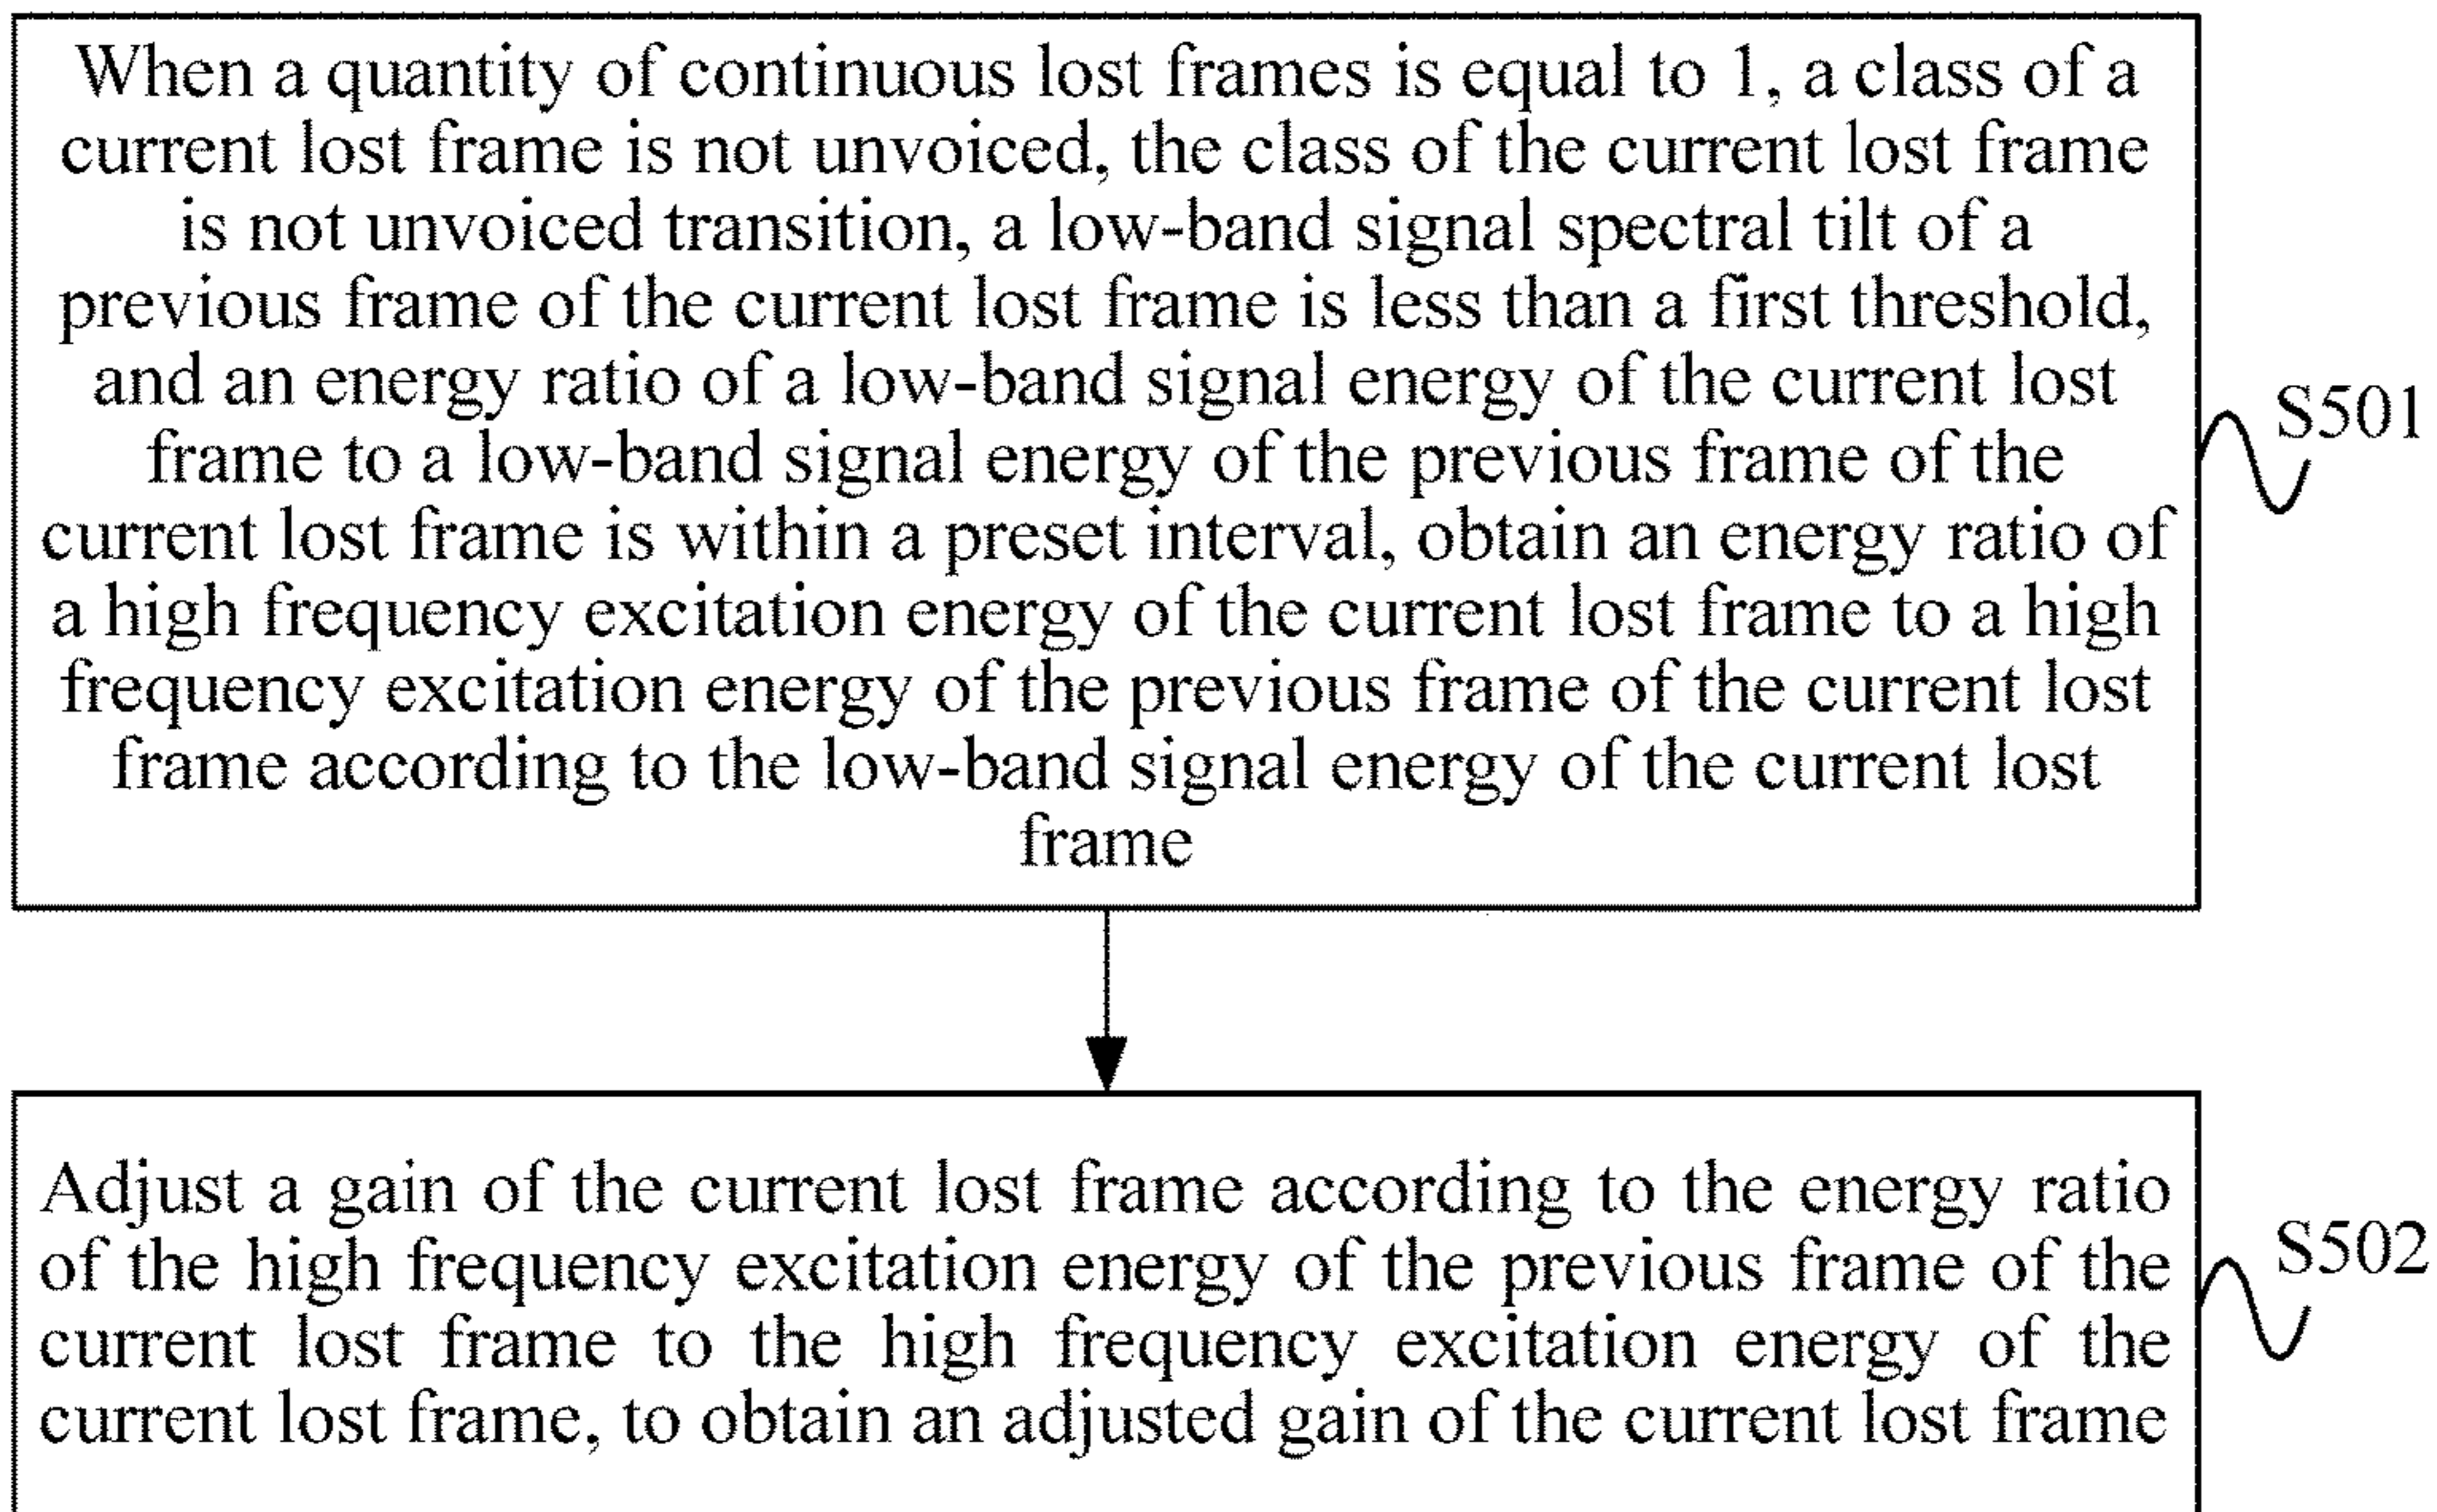 When a quantity of continuous lost frames is equal to 1, a class of a
current lost frame is not unvoiced, the class of the current lost frame
is not unvoiced transition, a low-band signal spectral tilt of a
previous frame of the current lost frame is less than a first threshold,
and an energy ratio of a low-band signal energy of the current lost
frame to a low-band signal energy of the previous frame of the
current lost frame is within a preset interval, obtain an energy ratio of
a high frequency excitation energy of the current lost frame to a high
frequency excitation energy of the previous frame of the current lost
frame according to the low-band signal energy of the current lost
frame
S501
Adjust a gain of the current lost frame according to the energy ratio
of the high frequency excitation energy of the previous frame of the
current lost frame to the high frequency excitation energy of the
current lost frame, to obtain an adjusted gain of the current lost frame
S502